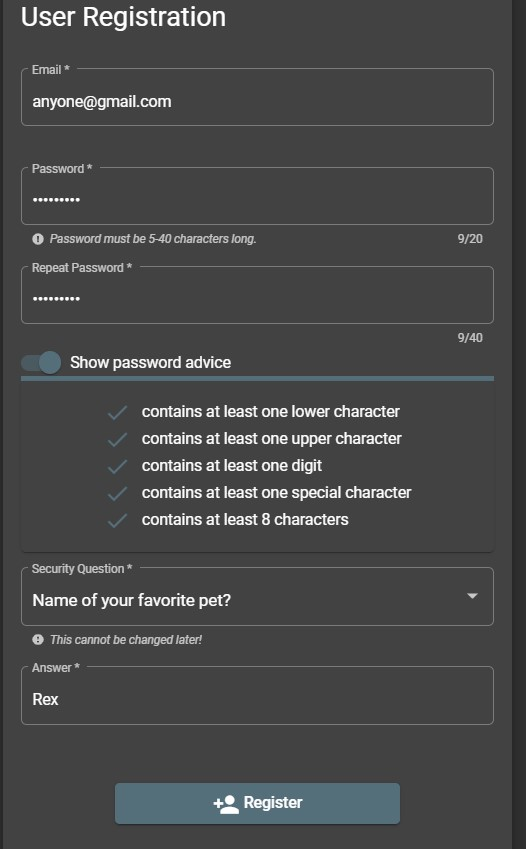 User Registration
Email *
anyone@gmail.com
Password *
•••••••••
Password must be 5-40 characters long.
9/20
Repeat Password *
•••••••••
9/40
Show password advice
contains at least one lower character
contains at least one upper character
contains at least one digit
contains at least one special character
contains at least 8 characters
Security Question *
Name of your favorite pet?
This cannot be changed later!
Answer *
Rex
Register